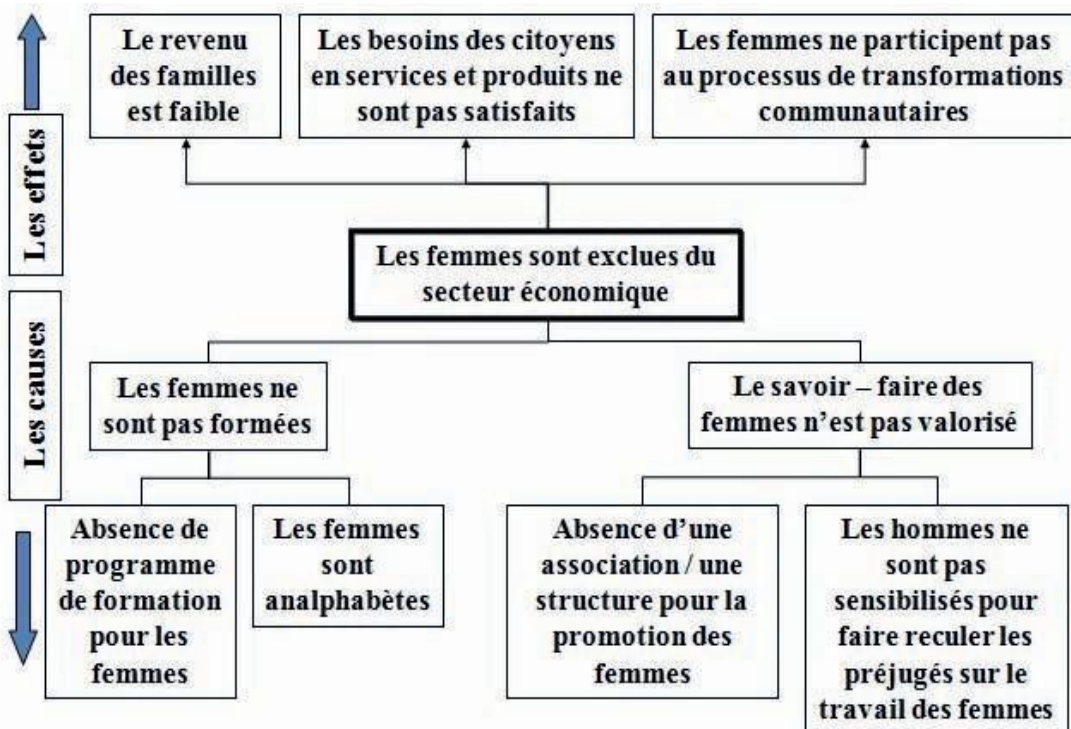 Le revenu
des familles
est faible
Les besoins des citoyens
en services et produits ne
sont pas satisfaits
Les femmes ne participent pas
au processus de transformations
communautaires
Les effets
Les femmes sont exclues du
secteur économique
Les causes
Les femmes ne
sont pas formées
Le savoir – faire des
femmes n’est pas valorisé
Absence de
programme
de formation
pour les
femmes
Les femmes
sont
analphabètes
Absence d’une
association / une
structure pour la
promotion des
femmes
Les hommes ne
sont pas
sensibilisés pour
faire reculer les
préjugés sur le
travail des femmes